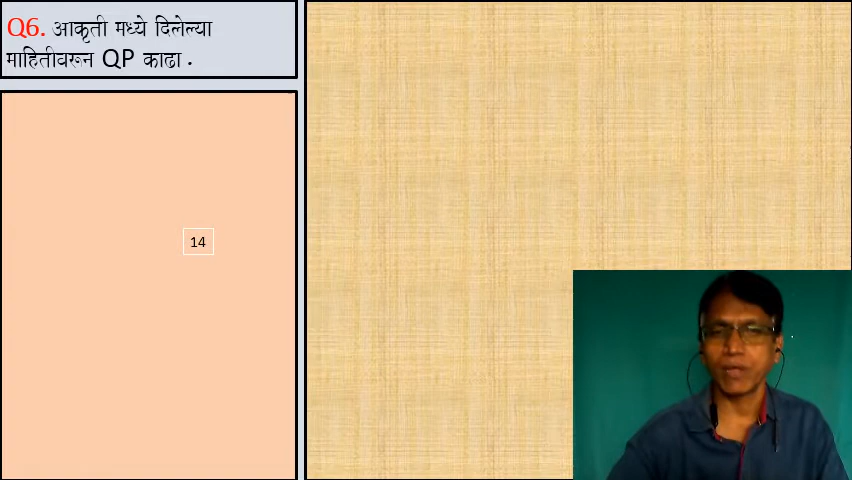 Q6. आकृती मध्ये दिलेल्या
माहितीवरून QP काढा .
14